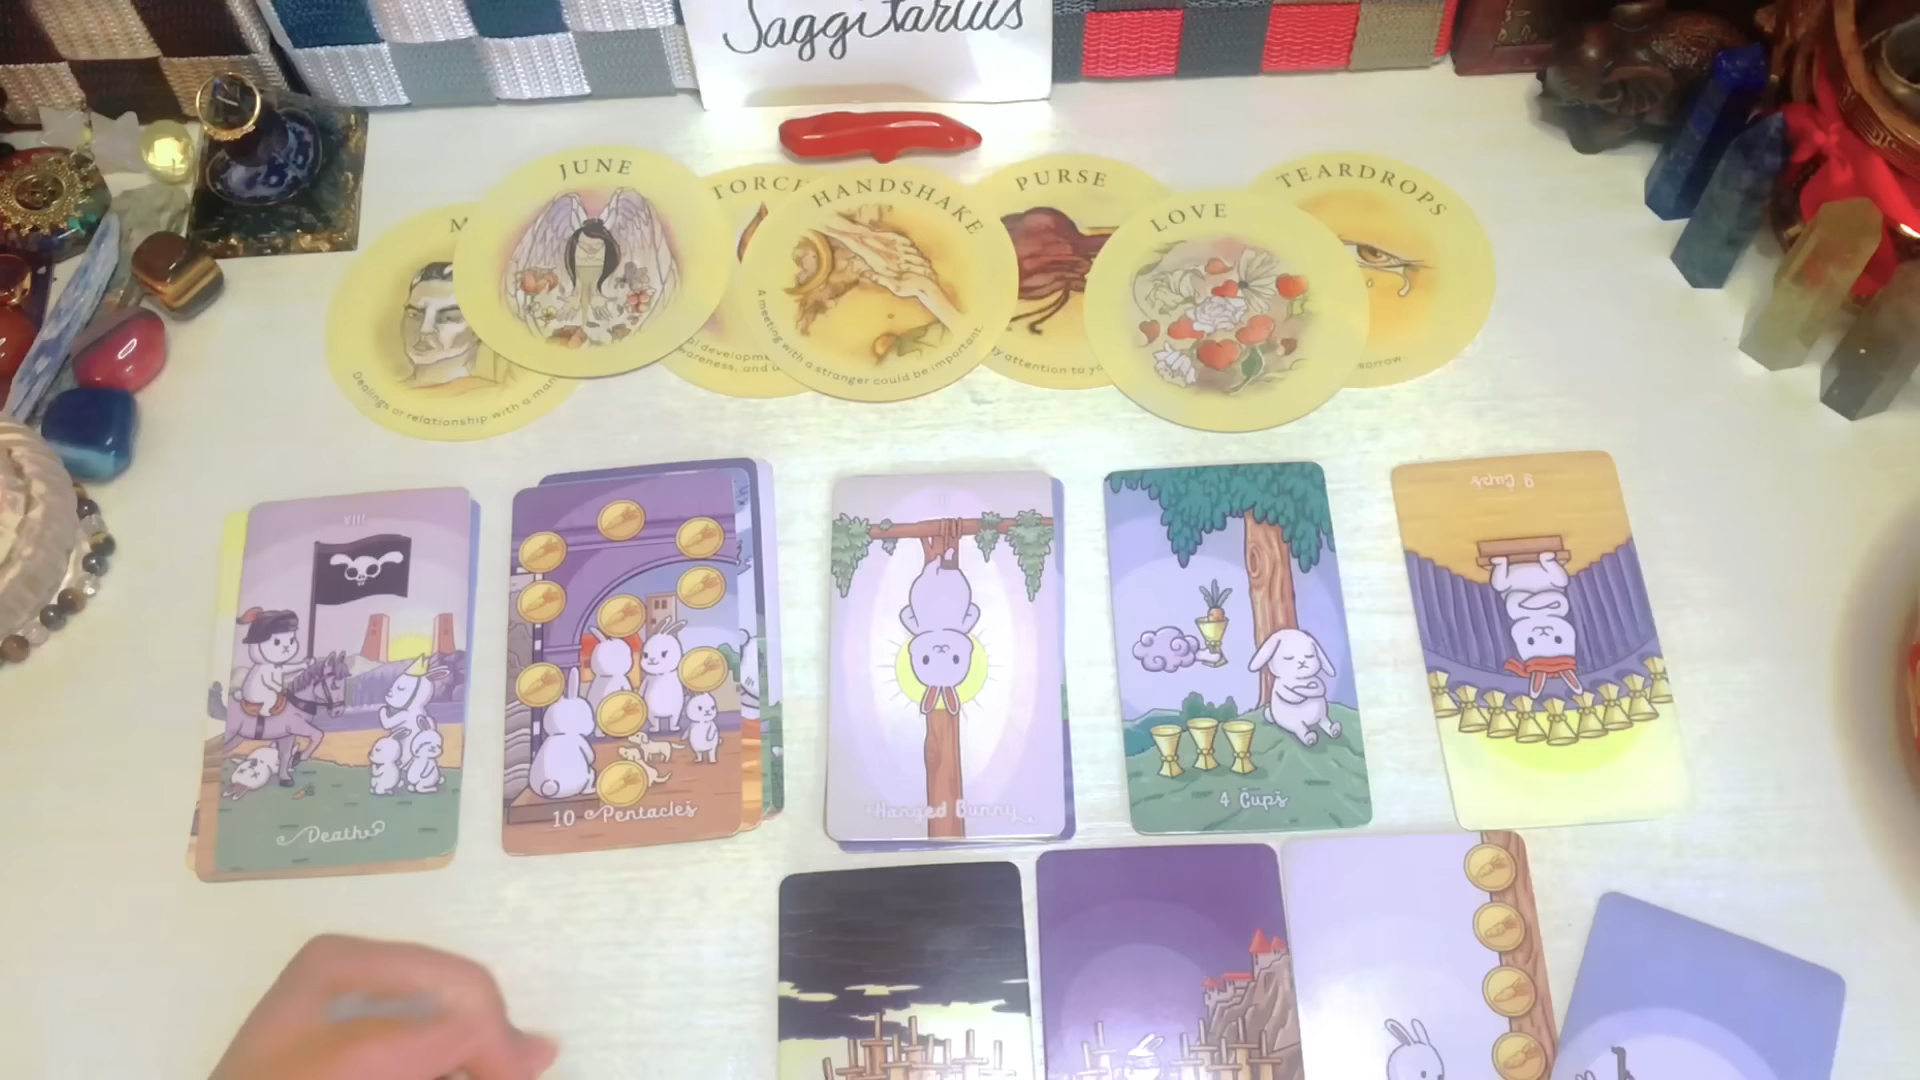 Saggitarius
JUNE
HANDSHAKE
A meeting with a stranger could be important.
PURSE
LOVE
TEARDROPS
Dealings or relationship with a man
attention to
sorrow.
XIII
Death
10 Pentacles
Hanged Bunny
4 Cups
9 Cups